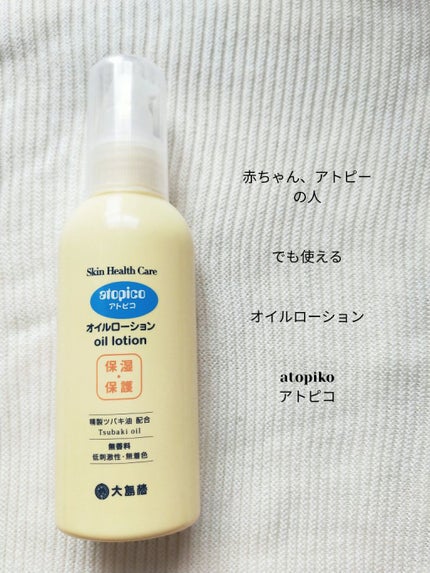 Skin Health Care
atopico
アトピコ
オイルローション
oil lotion
保湿
・
保護
精製ツバキ油 配合
Tsubaki oil
無香料
低刺激性・無着色
大島椿
赤ちゃん、アトピー
の人
でも使える
オイルローション
atopiko
アトピコ